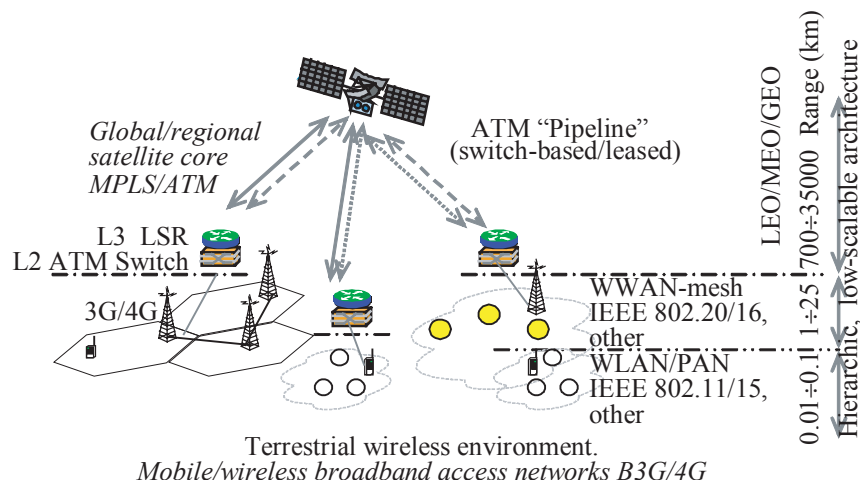 Global/regional
satellite core
MPLS/ATM
ATM “Pipeline”
(switch-based/leased)
L3 LSR
L2 ATM Switch
3G/4G
WWAN-mesh
IEEE 802.20/16,
other
WLAN/PAN
IEEE 802.11/15,
other
LEO/MEO/GEO
0.01÷0.1 1÷25 700÷35000 Range (km)
Hierarchic, low-scalable architecture
Terrestrial wireless environment.
Mobile/wireless broadband access networks B3G/4G